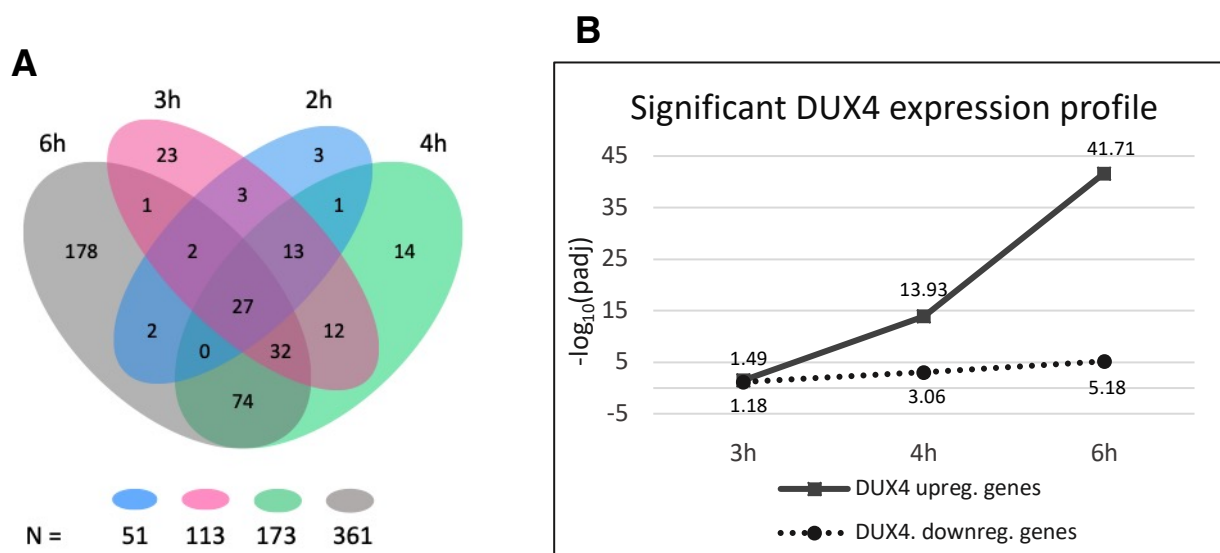 A
3h
2h
6h
4h
23
3
1
3
1
178
2
13
14
27
2
0
32
12
74
N =
51
113
173
361
B
Significant DUX4 expression profile
-log10(padj)
45
35
25
15
5
-5
41.71
13.93
1.49
1.18
3.06
5.18
3h
4h
6h
DUX4 upreg. genes
DUX4. downreg. genes